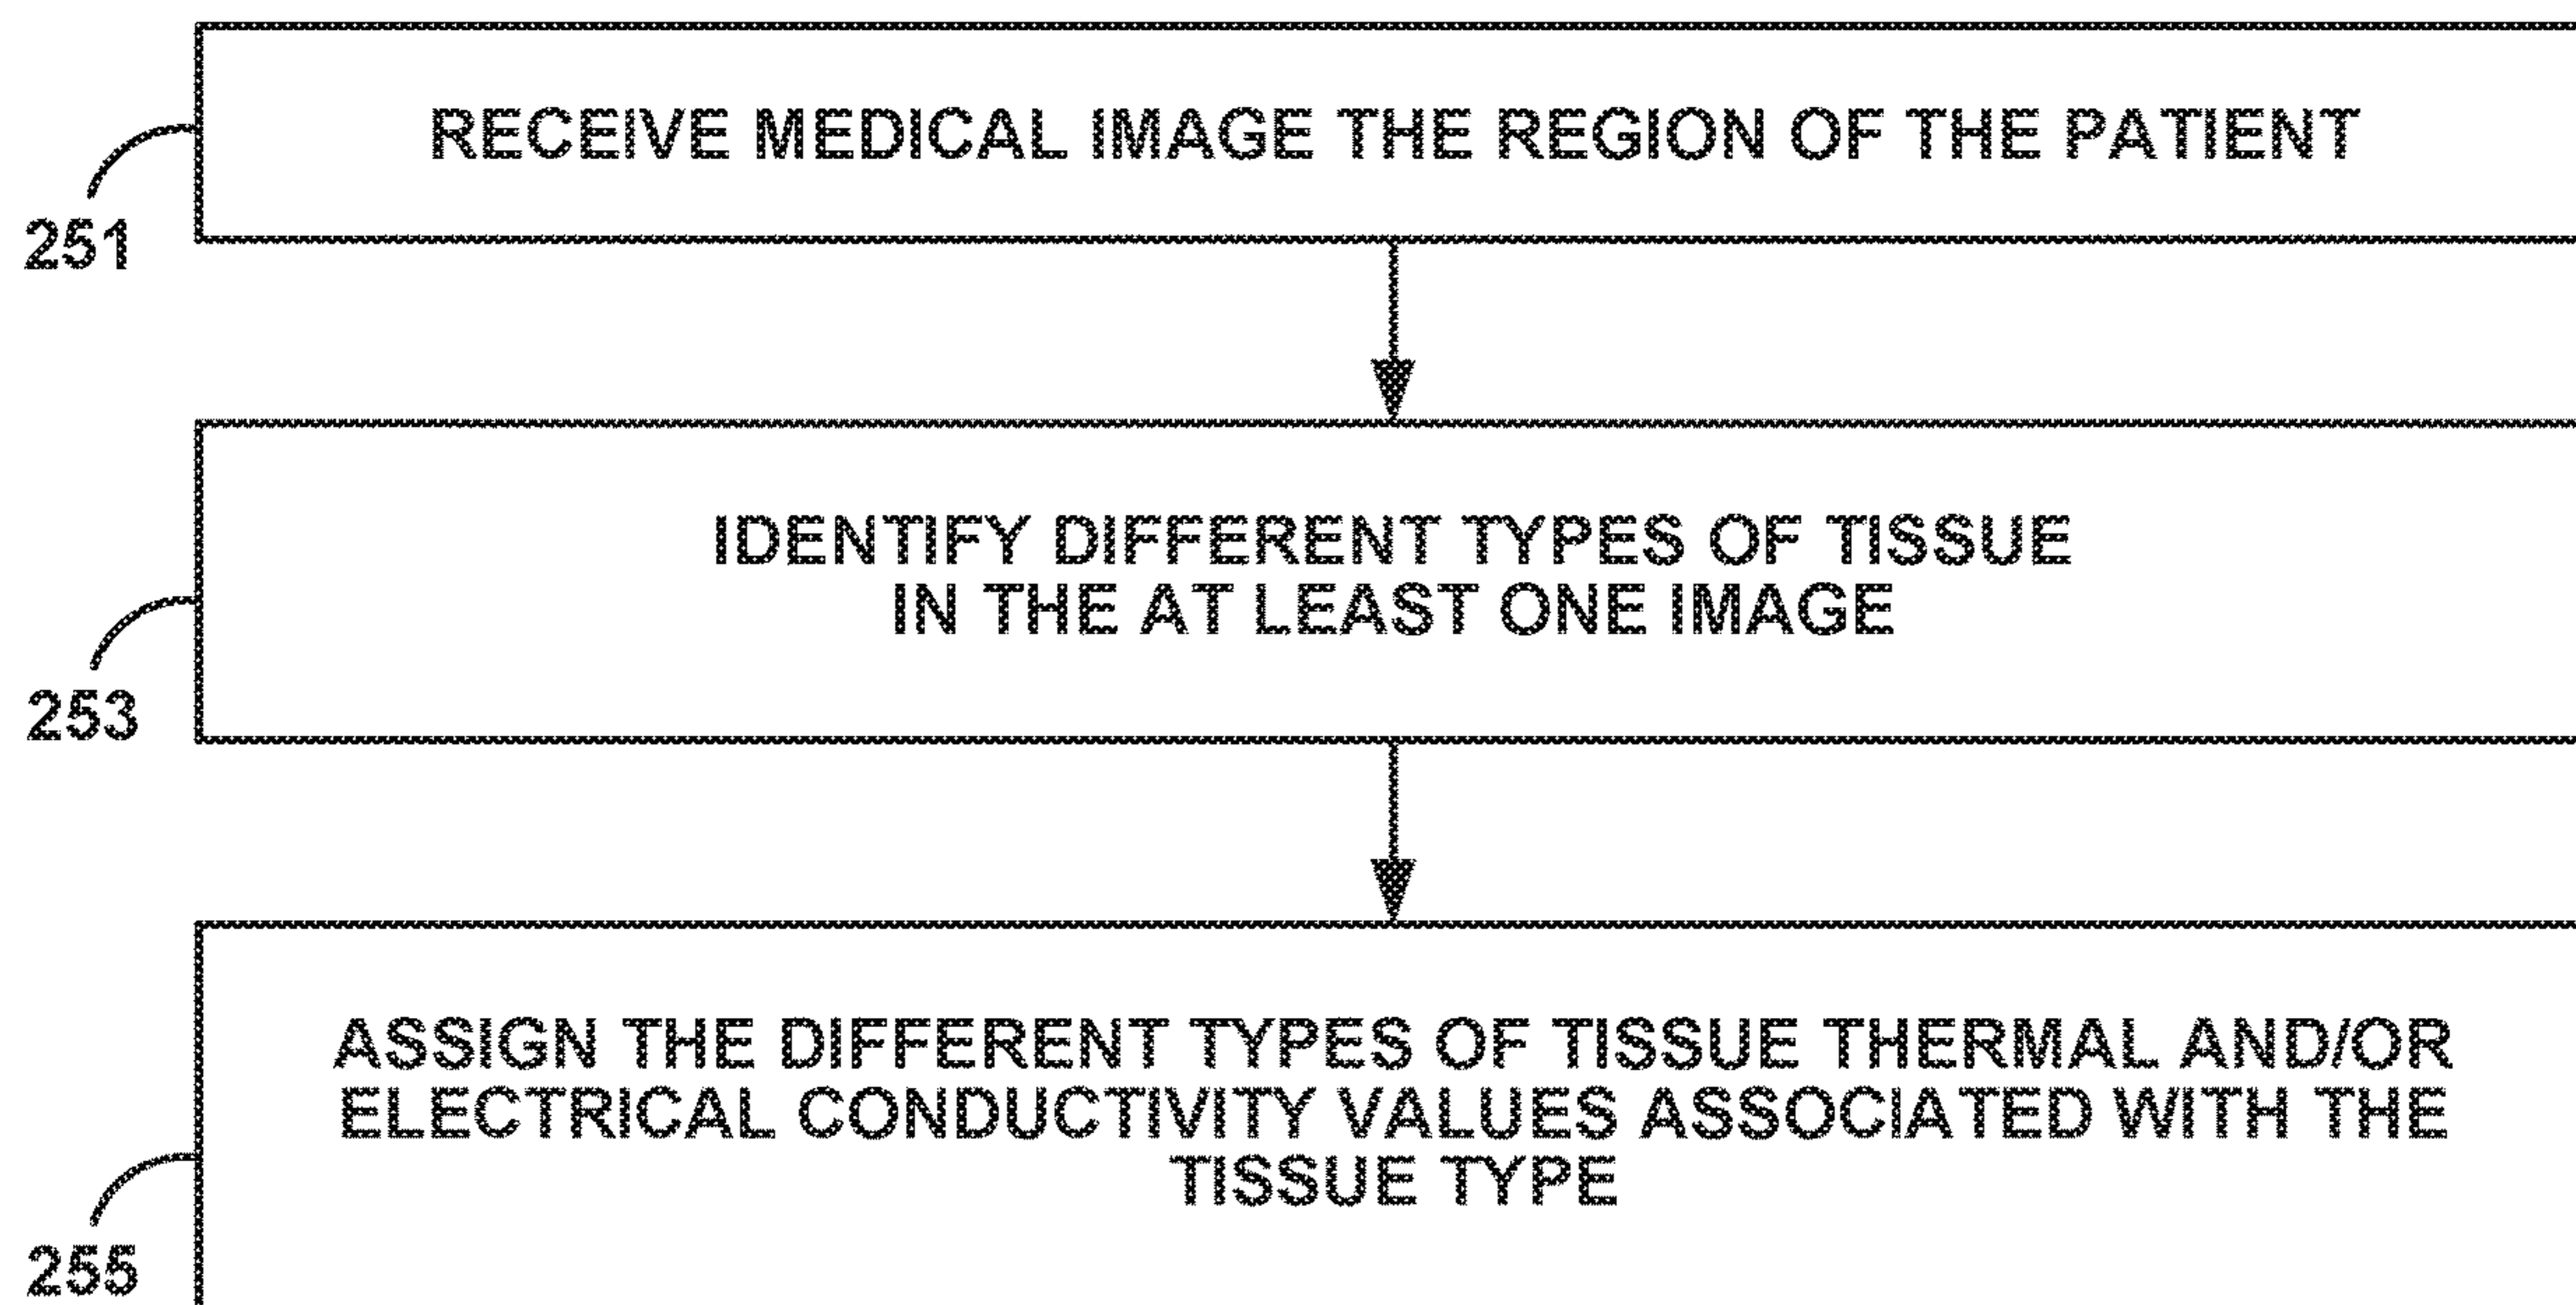 RECEIVE MEDICAL IMAGE THE REGION OF THE PATIENT
251
IDENTIFY DIFFERENT TYPES OF TISSUE
IN THE AT LEAST ONE IMAGE
253
ASSIGN THE DIFFERENT TYPES OF TISSUE THERMAL AND/OR
ELECTRICAL CONDUCTIVITY VALUES ASSOCIATED WITH THE
TISSUE TYPE
255